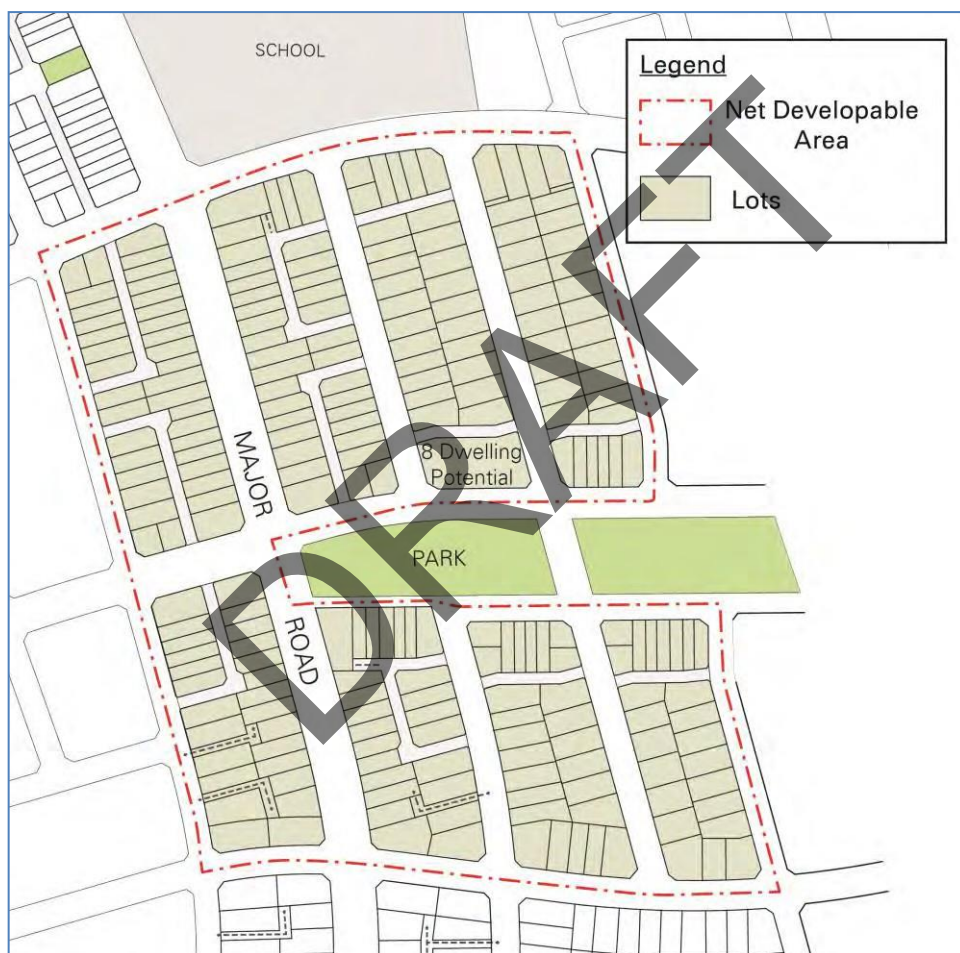 SCHOOL
Legend
Net Developable
Area
Lots
MAJOR
8 Dwelling
Potential
PARK
ROAD
DRAFT